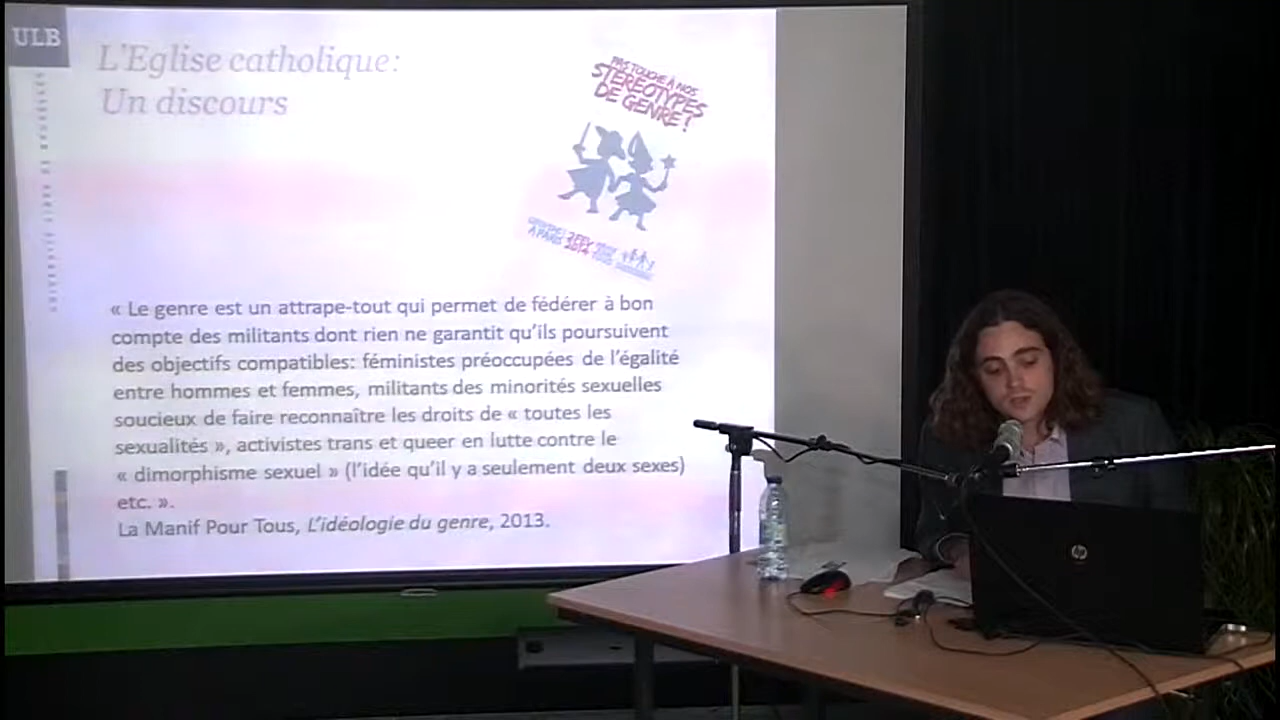 ULB
L'Eglise catholique:
Un discours
PAS TOUCHE À NOS
STÉRÉOTYPES
DE GENRE !
« Le genre est un attrape-tout qui permet de fédérer à bon
compte des militants dont rien ne garantit qu'ils poursuivent
des objectifs compatibles: féministes préoccupées de l'égalité
entre hommes et femmes, militants des minorités sexuelles
soucieux de faire reconnaître les droits de « toutes les
sexualités », activistes trans et queer en lutte contre le
« dimorphisme sexuel » (l'idée qu'il y a seulement deux sexes)
etc. ».
La Manif Pour Tous, L'idéologie du genre, 2013.
hp